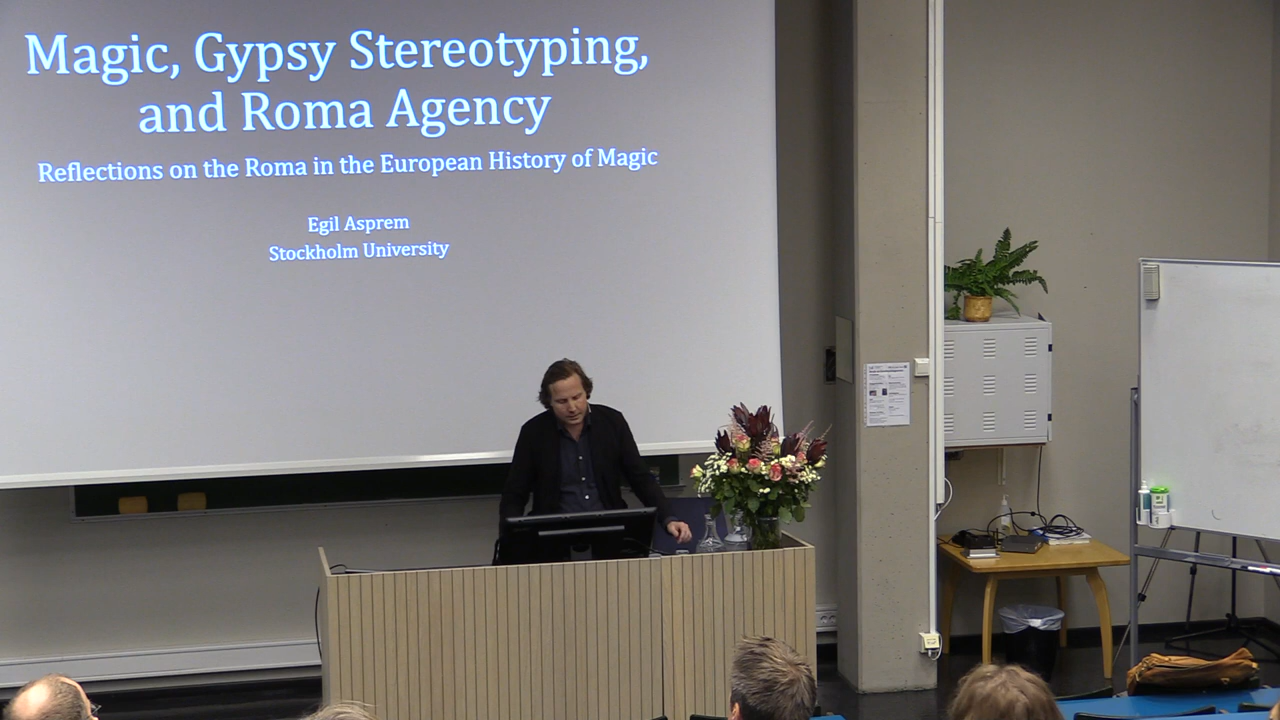 Magic, Gypsy Stereotyping,
and Roma Agency
Reflections on the Roma in the European History of Magic
Egil Asprem
Stockholm University